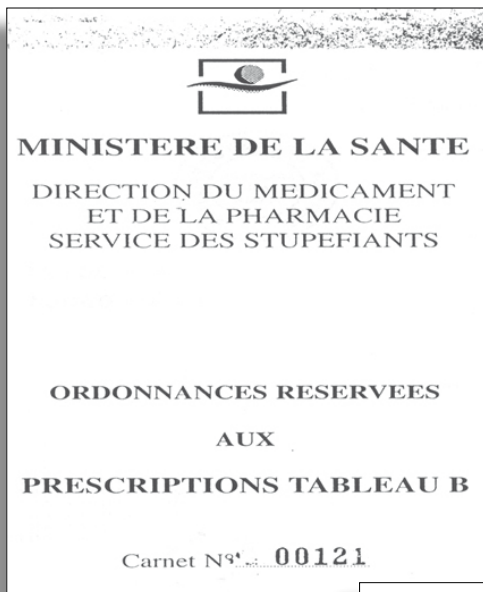 MINISTERE DE LA SANTE
DIRECTION DU MEDICAMENT
ET DE LA PHARMACIE
SERVICE DES STUPEFIANTS
ORDONNANCES RESERVEES
AUX
PRESCRIPTIONS TABLEAU B
Carnet N° : 00121